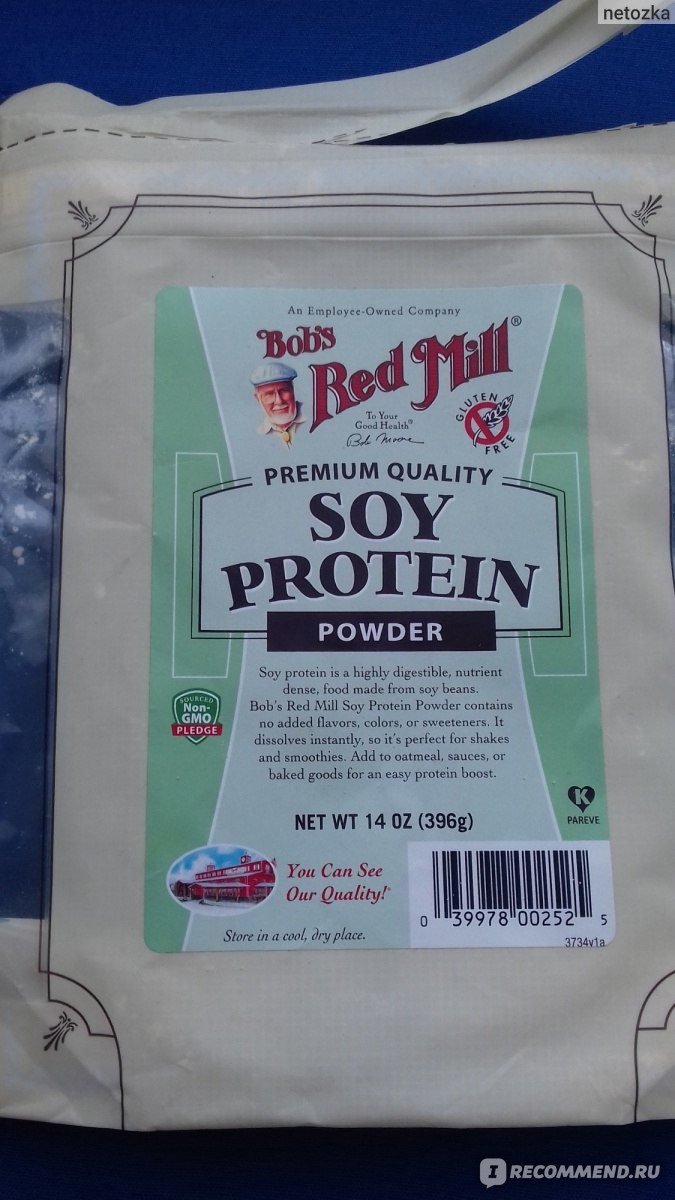 netozka
An Employee-Owned Company
Bob's
Red Mill®
To Your
Good Health®
Bob Moore
GLUTEN
FREE
PREMIUM QUALITY
SOY
PROTEIN
POWDER
Soy protein is a highly digestible, nutrient
dense, food made from soy beans.
Bob's Red Mill Soy Protein Powder contains
no added flavors, colors, or sweeteners. It
dissolves instantly, so it's perfect for shakes
and smoothies. Add to oatmeal, sauces, or
baked goods for an easy protein boost.
SOURCED
Non-
GMO
PLEDGE
NET WT 14 OZ (396g)
K
PAREVE
You Can See
Our Quality!®
Store in a cool, dry place.
0 39978 00252 5
3734v1a
IRECOMMEND.RU